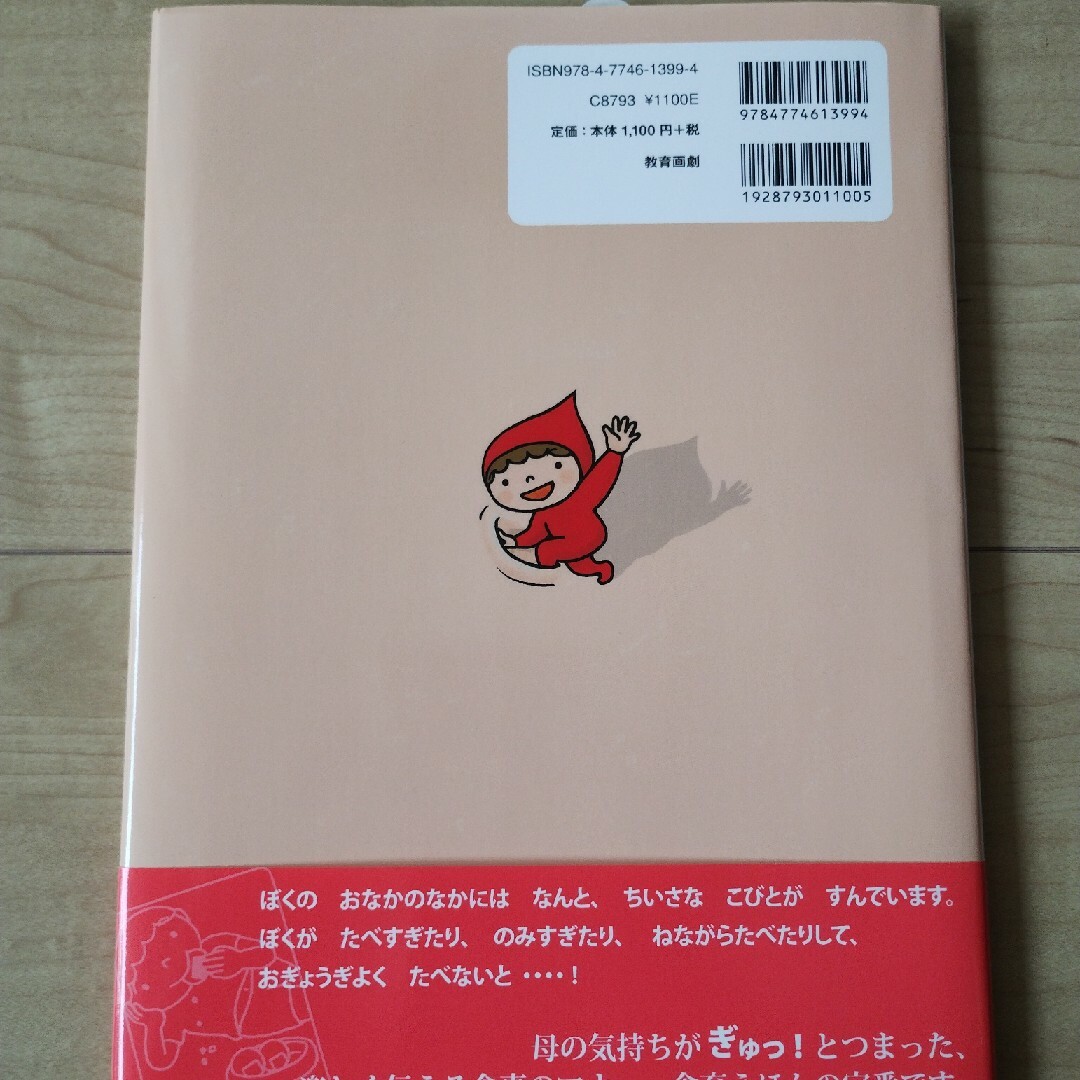 ISBN978-4-7746-1399-4
C8793 ¥1100E
定価：本体1,100円+税
教育画劇
9784774613994
1928793011005
ぼくの おなかのなかには なんと、 ちいさな こびとが すんでいます。
ぼくが たべすぎたり、 のみすぎたり、 ねながらたべたりして、
おぎょうぎよく たべないと‥‥！
母の気持ちがぎゅっ！とつまった、